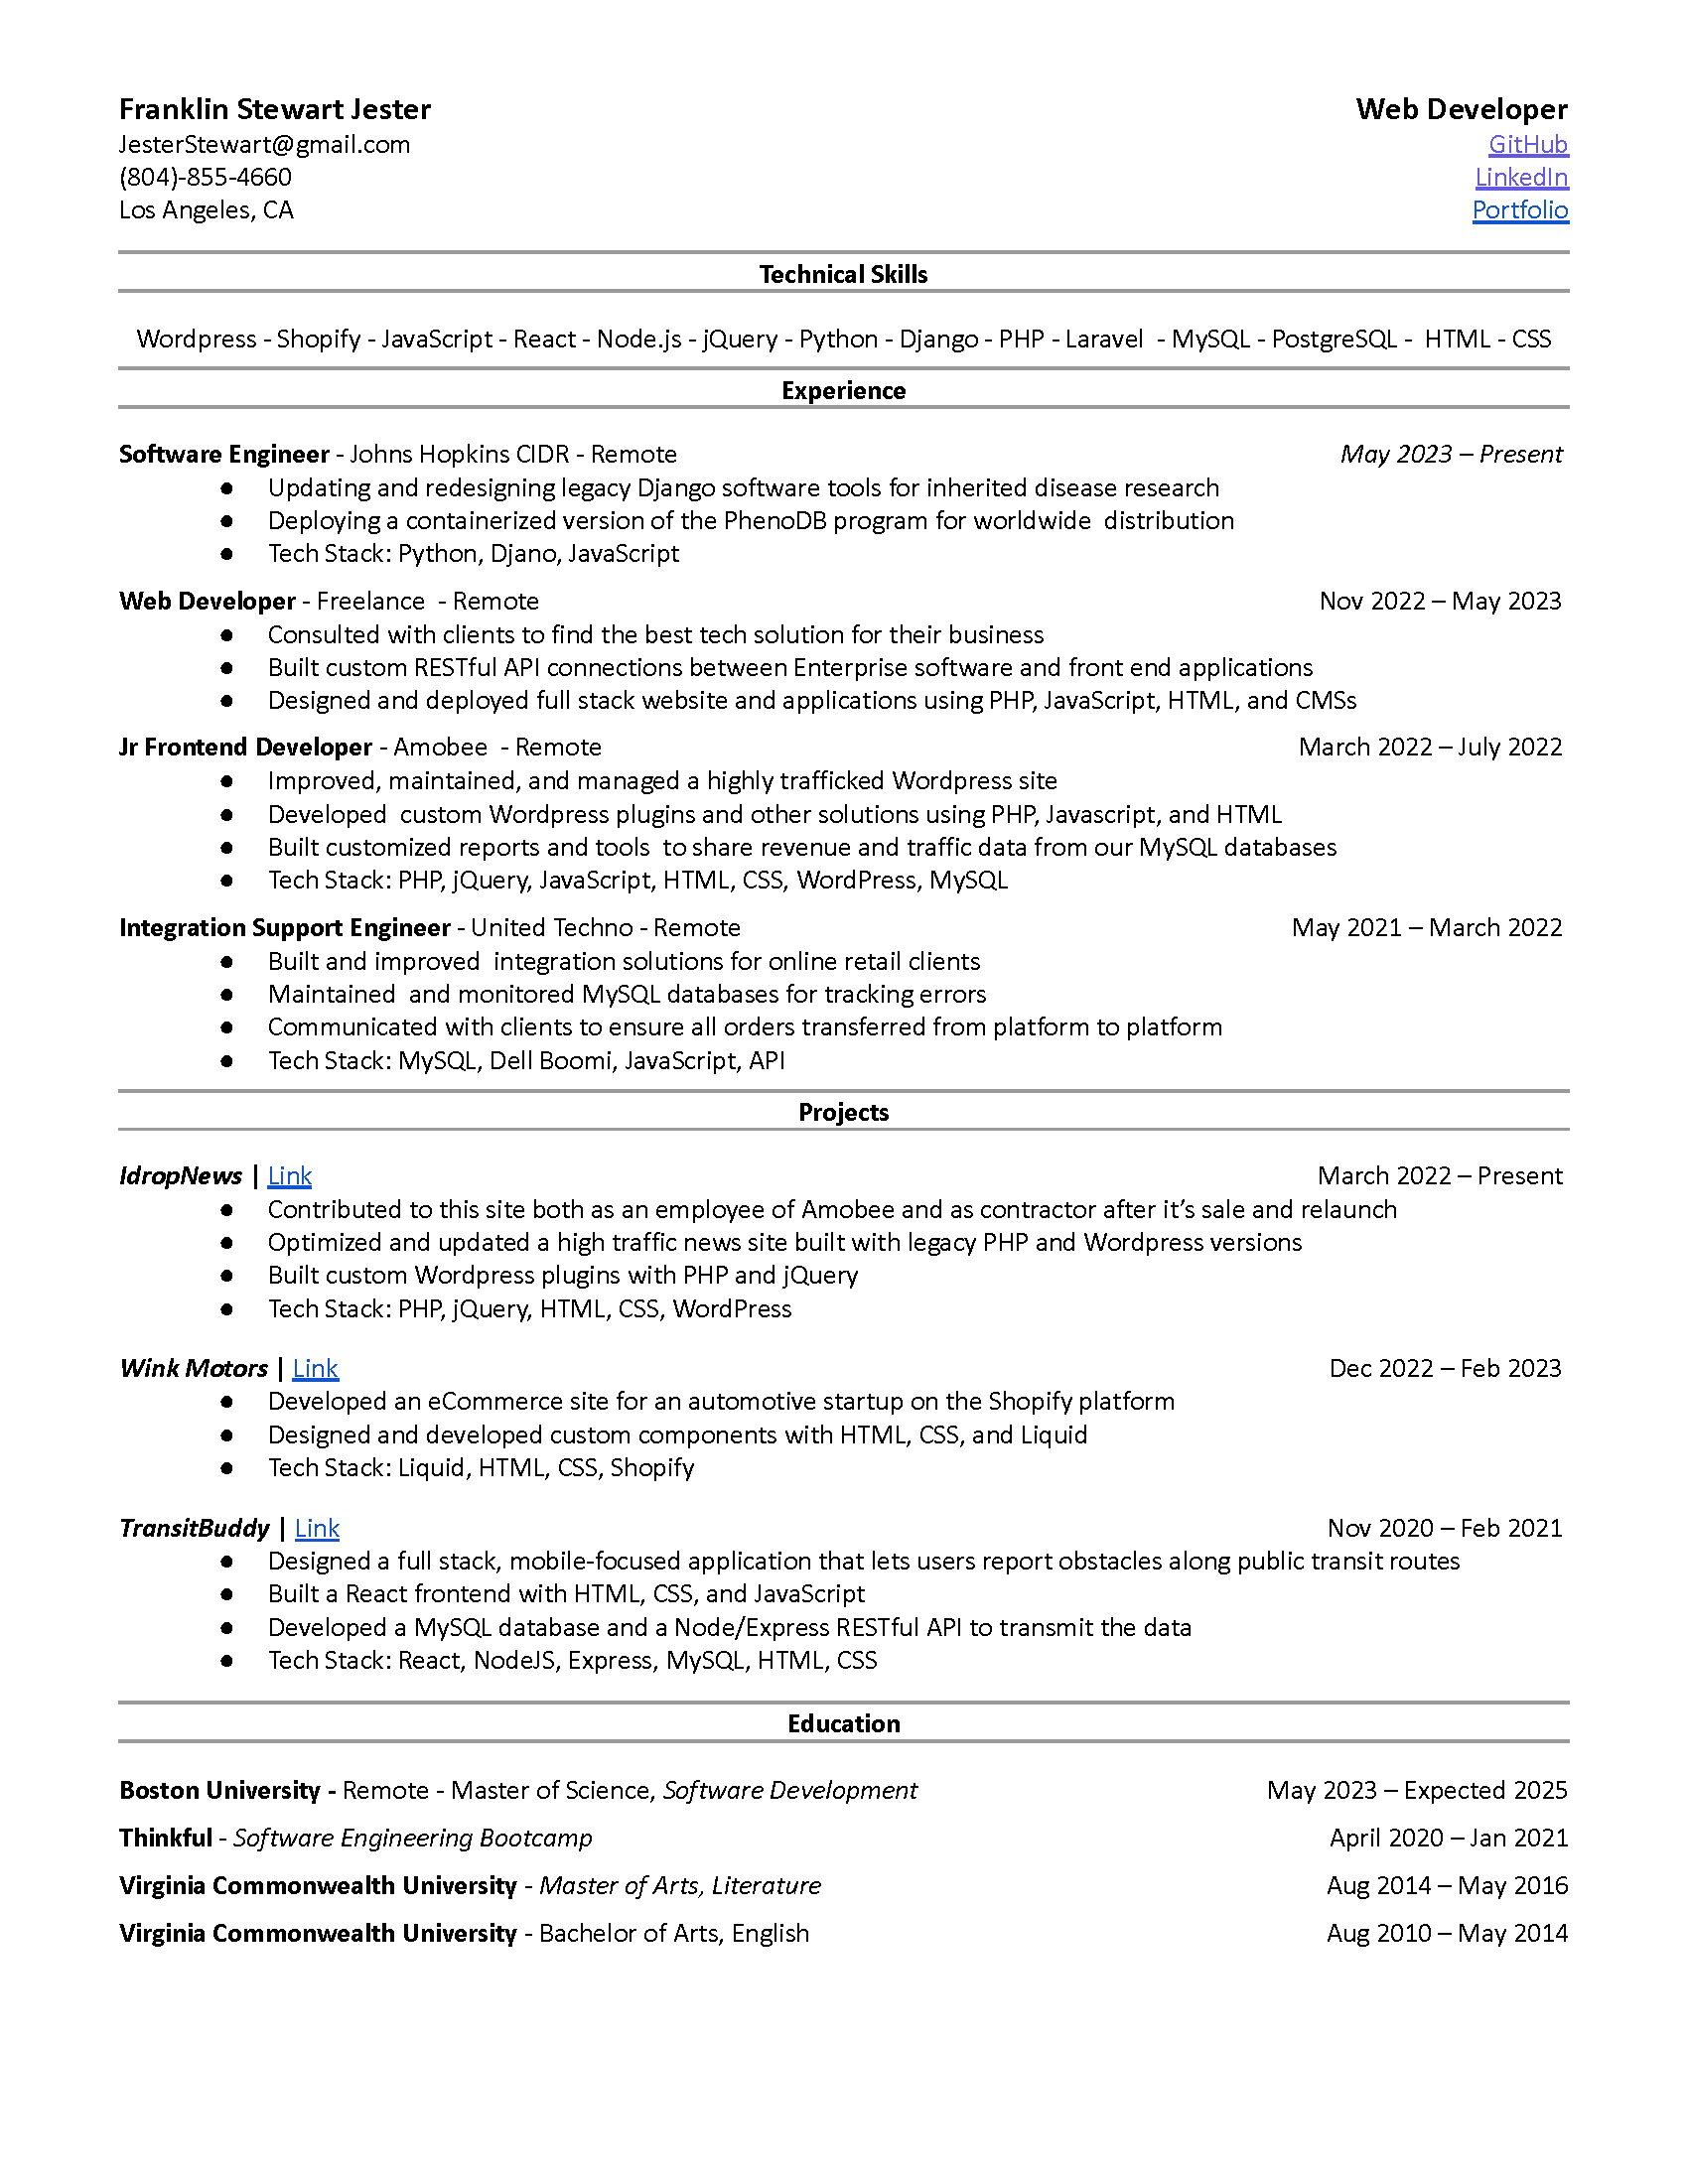 Franklin Stewart Jester Web Developer
JesterStewart@gmail.com GitHub
(804)-855-4660 LinkedIn
Los Angeles, CA Portfolio
Technical Skills
Wordpress - Shopify - JavaScript - React - Node.js - jQuery - Python - Django - PHP - Laravel - MySQL - PostgreSQL - HTML - CSS
Experience
Software Engineer - Johns Hopkins CIDR - Remote May 2023 – Present
● Updating and redesigning legacy Django software tools for inherited disease research
● Deploying a containerized version of the PhenoDB program for worldwide distribution
● Tech Stack: Python, Djano, JavaScript
Web Developer - Freelance - Remote Nov 2022 – May 2023
● Consulted with clients to find the best tech solution for their business
● Built custom RESTful API connections between Enterprise software and front end applications
● Designed and deployed full stack website and applications using PHP, JavaScript, HTML, and CMSs
Jr Frontend Developer - Amobee - Remote March 2022 – July 2022
● Improved, maintained, and managed a highly trafficked Wordpress site
● Developed custom Wordpress plugins and other solutions using PHP, Javascript, and HTML
● Built customized reports and tools to share revenue and traffic data from our MySQL databases
● Tech Stack: PHP, jQuery, JavaScript, HTML, CSS, WordPress, MySQL
Integration Support Engineer - United Techno - Remote May 2021 – March 2022
● Built and improved integration solutions for online retail clients
● Maintained and monitored MySQL databases for tracking errors
● Communicated with clients to ensure all orders transferred from platform to platform
● Tech Stack: MySQL, Dell Boomi, JavaScript, API
Projects
IdropNews | Link March 2022 – Present
● Contributed to this site both as an employee of Amobee and as contractor after it’s sale and relaunch
● Optimized and updated a high traffic news site built with legacy PHP and Wordpress versions
● Built custom Wordpress plugins with PHP and jQuery
● Tech Stack: PHP, jQuery, HTML, CSS, WordPress
Wink Motors | Link Dec 2022 – Feb 2023
● Developed an eCommerce site for an automotive startup on the Shopify platform
● Designed and developed custom components with HTML, CSS, and Liquid
● Tech Stack: Liquid, HTML, CSS, Shopify
TransitBuddy | Link Nov 2020 – Feb 2021
● Designed a full stack, mobile-focused application that lets users report obstacles along public transit routes
● Built a React frontend with HTML, CSS, and JavaScript
● Developed a MySQL database and a Node/Express RESTful API to transmit the data
● Tech Stack: React, NodeJS, Express, MySQL, HTML, CSS
Education
Boston University - Remote - Master of Science, Software Development May 2023 – Expected 2025
Thinkful - Software Engineering Bootcamp April 2020 – Jan 2021
Virginia Commonwealth University - Master of Arts, Literature Aug 2014 – May 2016
Virginia Commonwealth University - Bachelor of Arts, English Aug 2010 – May 2014